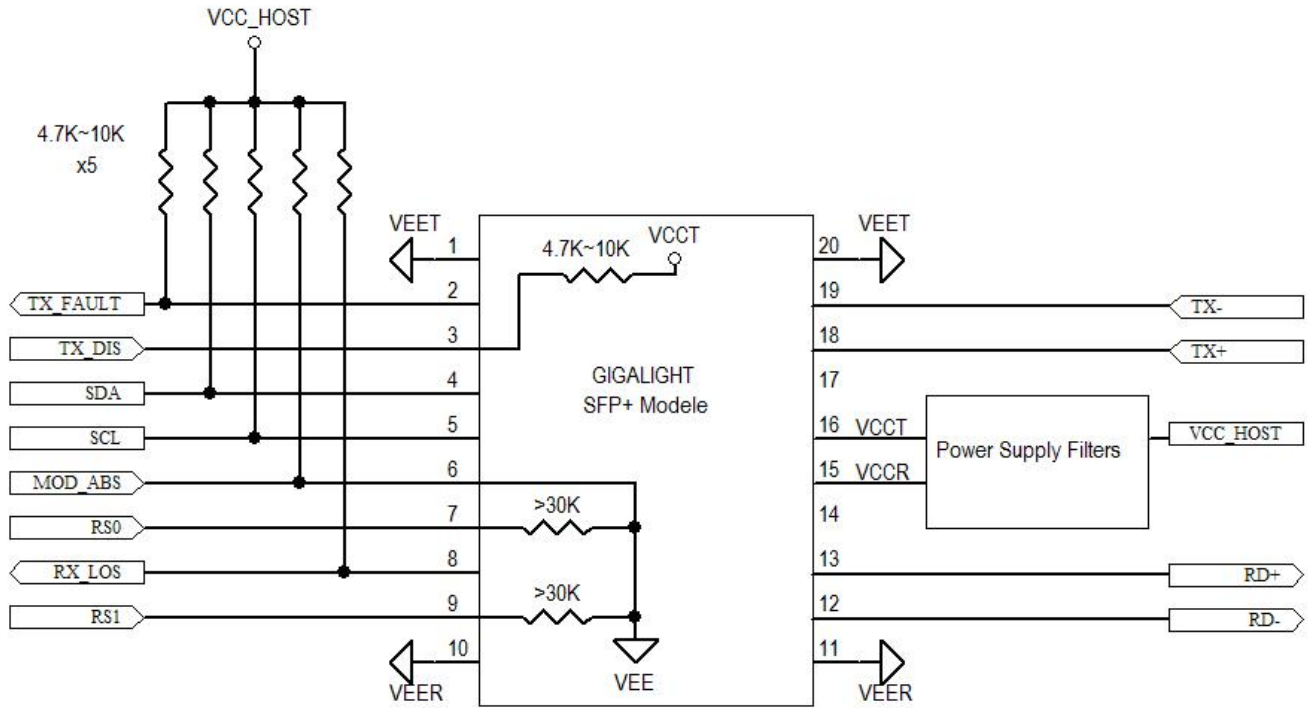 VCC_HOST
4.7K~10K
x5
VEET
1
4.7K~10K
VCCT
20
VEET
TX_FAULT
2
19
TX-
TX_DIS
3
18
TX+
SDA
4
GIGALIGHT
SFP+ Modele
17
SCL
5
16
VCCT
Power Supply Filters
VCC_HOST
MOD_ABS
6
15
VCCR
RS0
7
>30K
14
RX_LOS
8
13
RD+
RS1
9
>30K
12
RD-
10
VEER
VEE
11
VEER